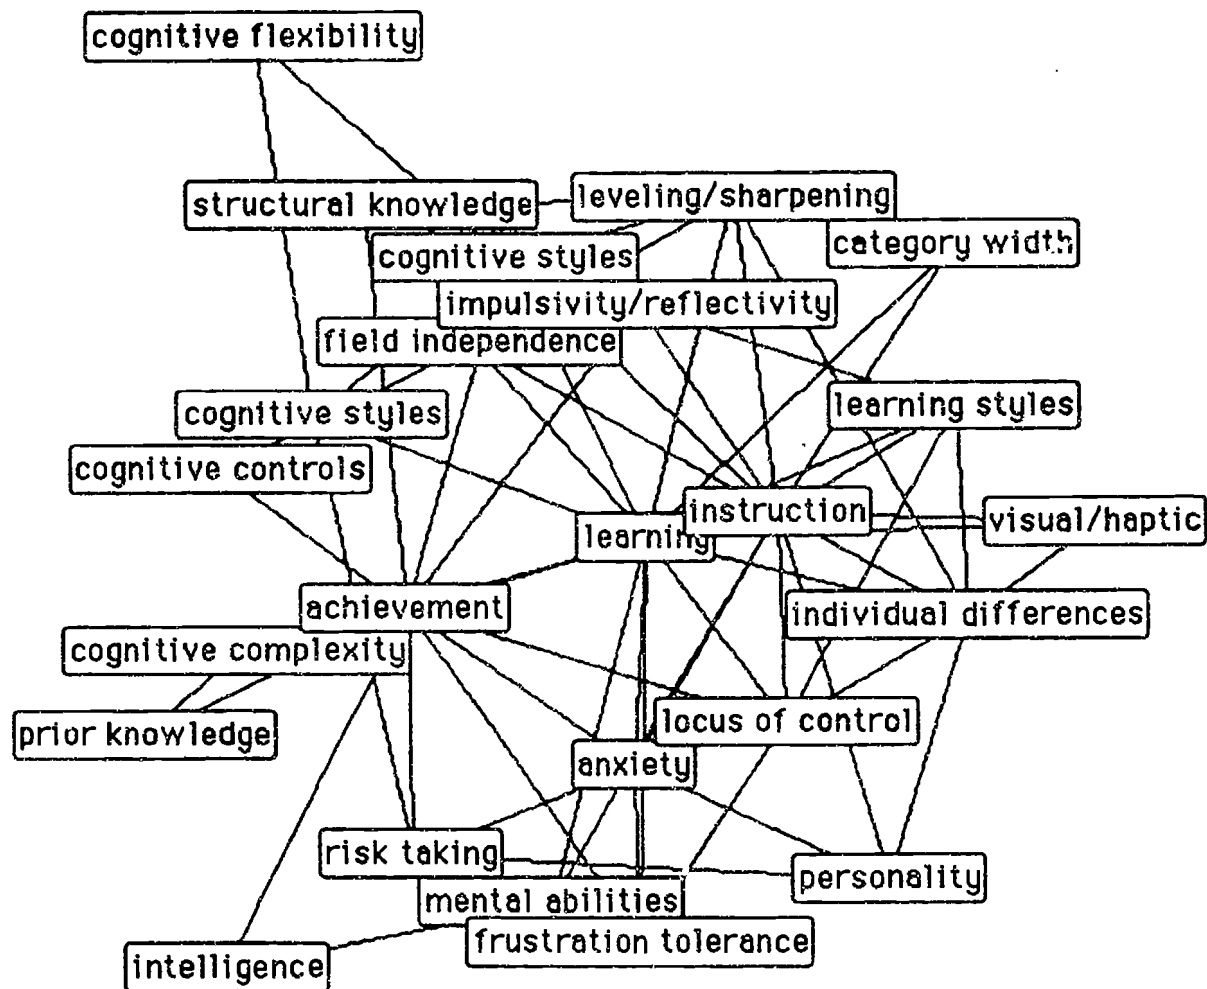 cognitive flexibility
structural knowledge
leveling/sharpening
category width
cognitive styles
impulsivity/reflectivity
field independence
cognitive styles
learning styles
cognitive controls
instruction
visual/haptic
learning
achievement
individual differences
cognitive complexity
prior knowledge
locus of control
anxiety
risk taking
personality
mental abilities
frustration tolerance
intelligence